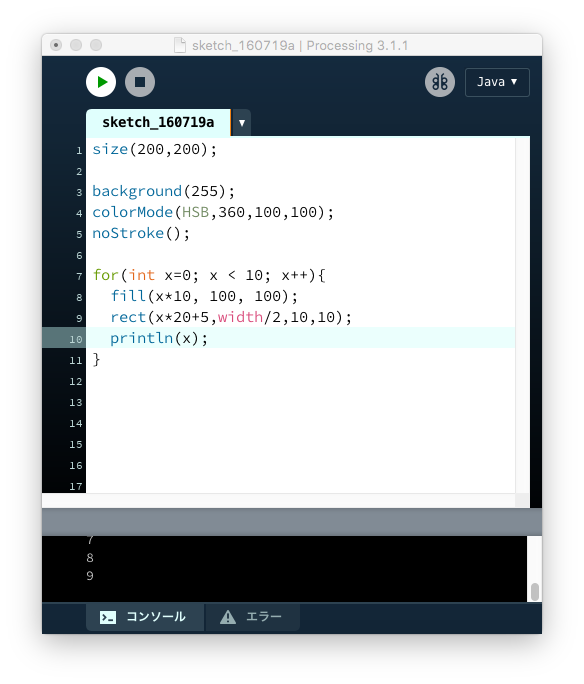 sketch_160719a | Processing 3.1.1
Java ▼
sketch_160719a ▼
1 size(200,200);
2
3 background(255);
4 colorMode(HSB,360,100,100);
5 noStroke();
6
7 for(int x=0; x < 10; x++){
8   fill(x*10, 100, 100);
9   rect(x*20+5,width/2,10,10);
10   println(x);
11 }
12
13
14
15
16
17
7
8
9
コンソール エラー